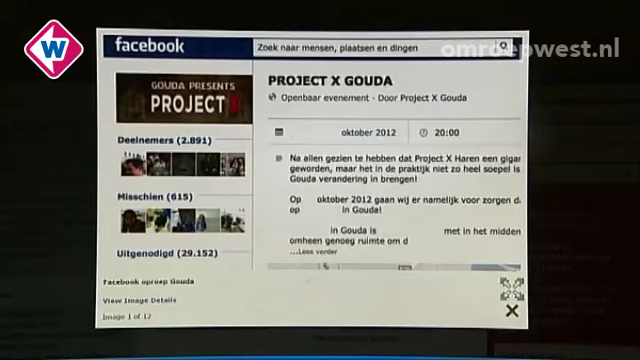 W
omroepwest.nl
facebook
Zoek naar mensen, plaatsen en dingen
GOUDA PRESENTS
PROJECT X
PROJECT X GOUDA
Openbaar evenement - Door Project X Gouda
oktober 2012
20:00
Deelnemers (2.891)
Misschien (615)
Uitgenodigd (29.152)
Na allen gezien te hebben dat Project X Haren een gigar
geworden, maar het in de praktijk niet zo heel soepel is
Gouda verandering in brengen!
Op oktober 2012 gaan wij er namelijk voor zorgen da
op in Gouda!
in Gouda is met in het midden
omheen genoeg ruimte om d
...Lees verder
Facebook oproep Gouda
View Image Details
Image 1 of 12